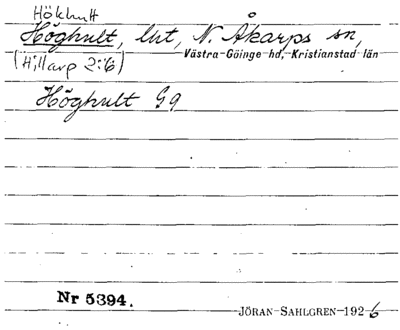 Hökhult
Höghult, lht, N. Åkarps sn,
Västra-Göinge hd, Kristianstad län
(Hillarp 2:6)
Höghult G9
Nr 5394.
JÖRAN SAHLGREN 1926